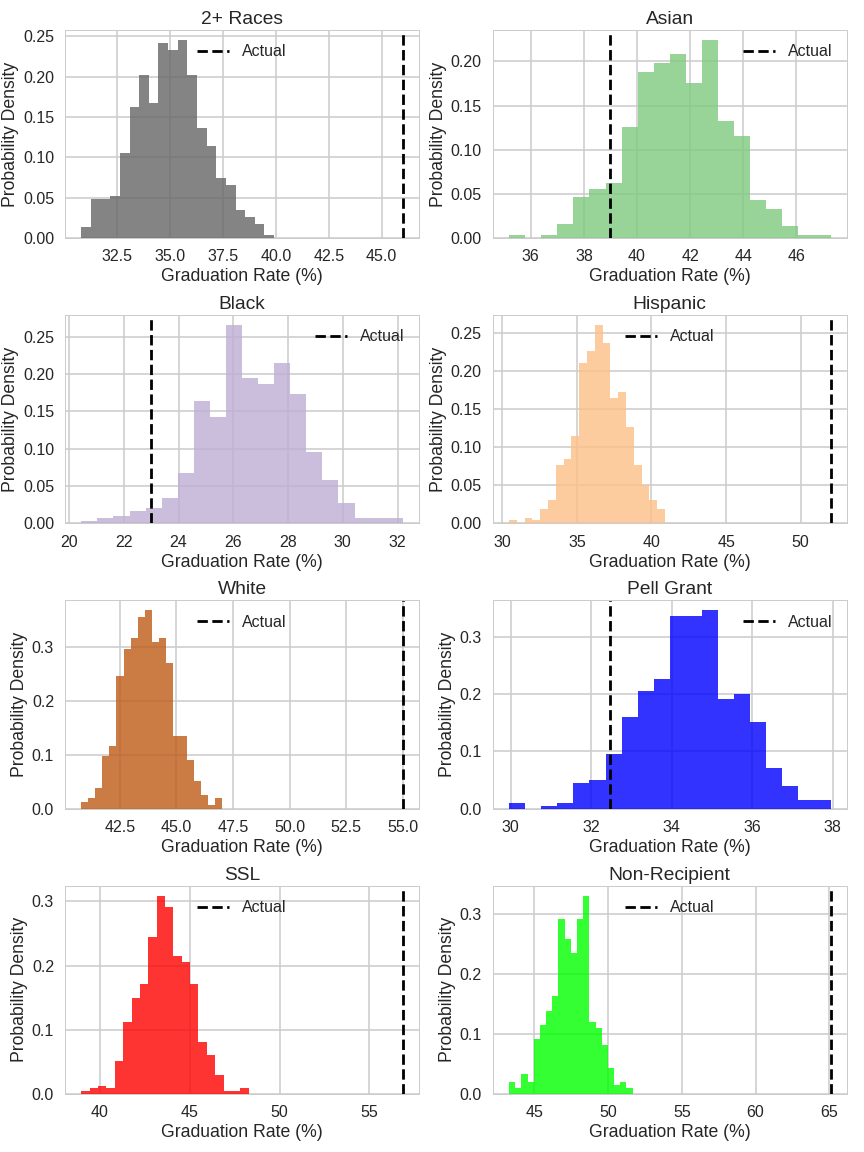 2+ Races
Probability Density
0.25
0.20
0.15
0.10
0.05
0.00
Actual
32.5 35.0 37.5 40.0 42.5 45.0
Graduation Rate (%)
Asian
Probability Density
0.20
0.15
0.10
0.05
0.00
Actual
36 38 40 42 44 46
Graduation Rate (%)
Black
Probability Density
0.25
0.20
0.15
0.10
0.05
0.00
Actual
20 22 24 26 28 30 32
Graduation Rate (%)
Hispanic
Probability Density
0.25
0.20
0.15
0.10
0.05
0.00
Actual
30 35 40 45 50
Graduation Rate (%)
White
Probability Density
0.3
0.2
0.1
0.0
Actual
42.5 45.0 47.5 50.0 52.5 55.0
Graduation Rate (%)
Pell Grant
Probability Density
0.3
0.2
0.1
0.0
Actual
30 32 34 36 38
Graduation Rate (%)
SSL
Probability Density
0.3
0.2
0.1
0.0
Actual
40 45 50 55
Graduation Rate (%)
Non-Recipient
Probability Density
0.3
0.2
0.1
0.0
Actual
45 50 55 60 65
Graduation Rate (%)